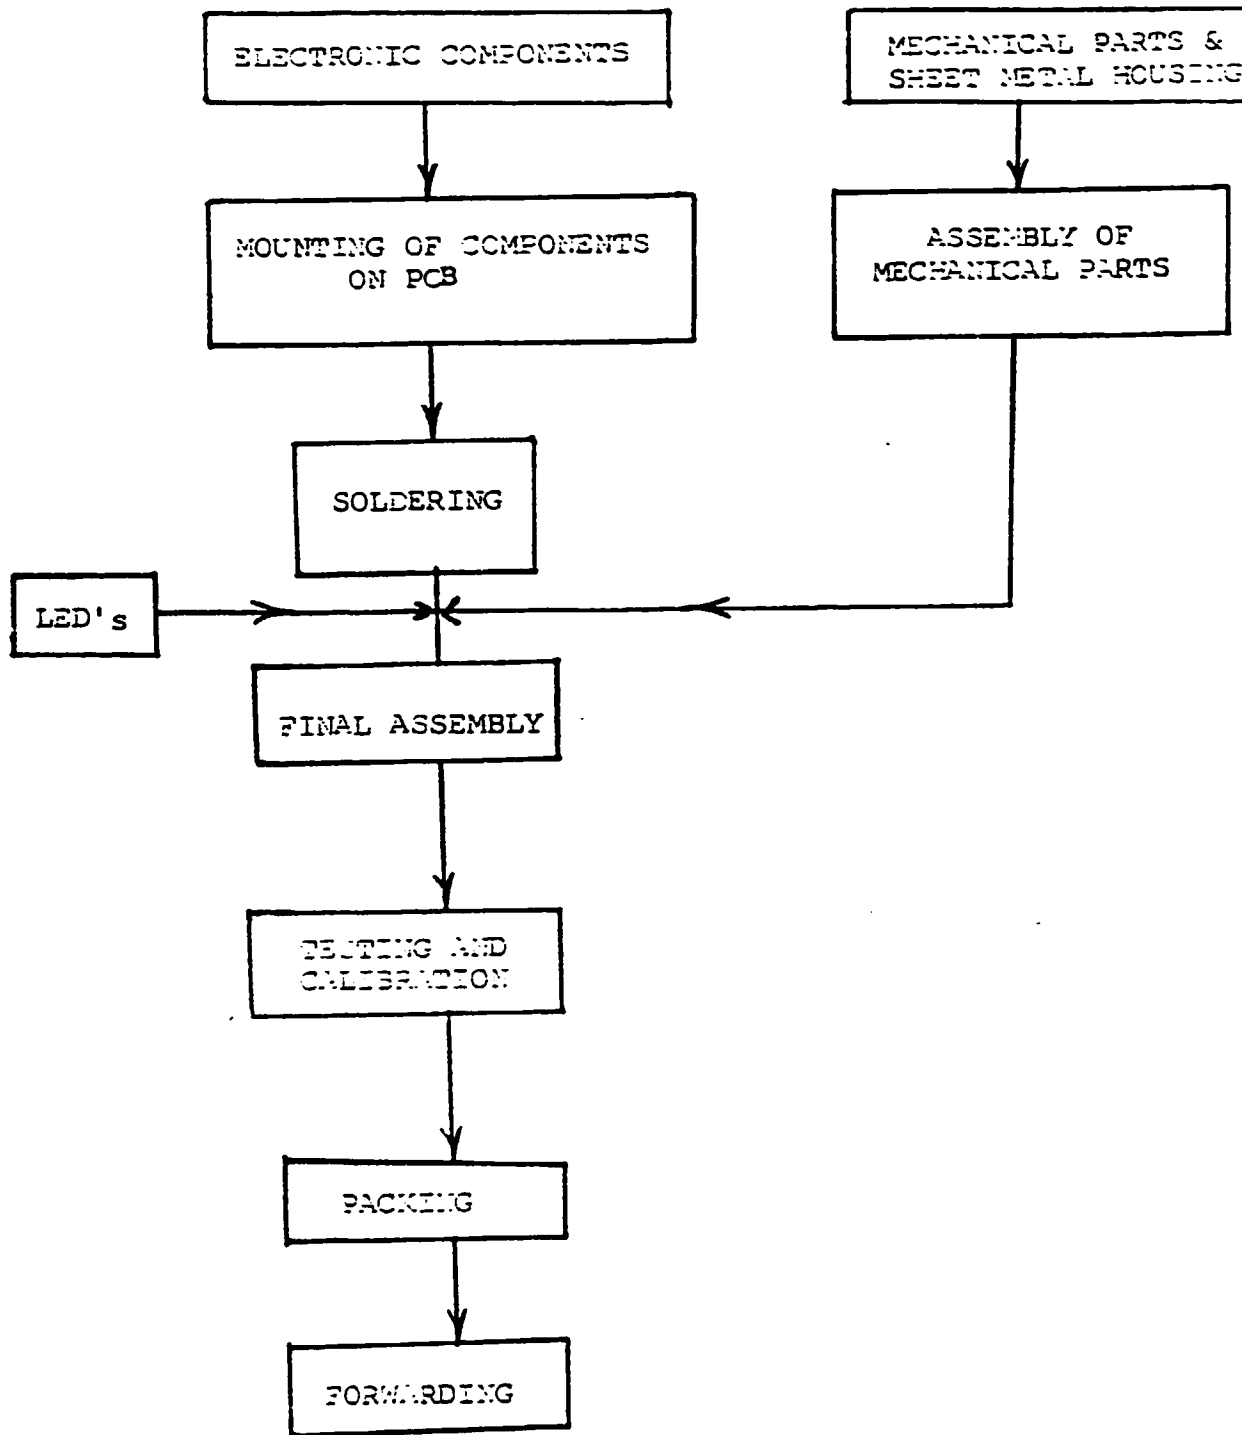 ELECTRONIC COMPONENTS
MECHANICAL PARTS &
SHEET METAL HOUSING
MOUNTING OF COMPONENTS
ON PCB
ASSEMBLY OF
MECHANICAL PARTS
SOLDERING
LED's
FINAL ASSEMBLY
TESTING AND
CALIBRATION
PACKING
FORWARDING